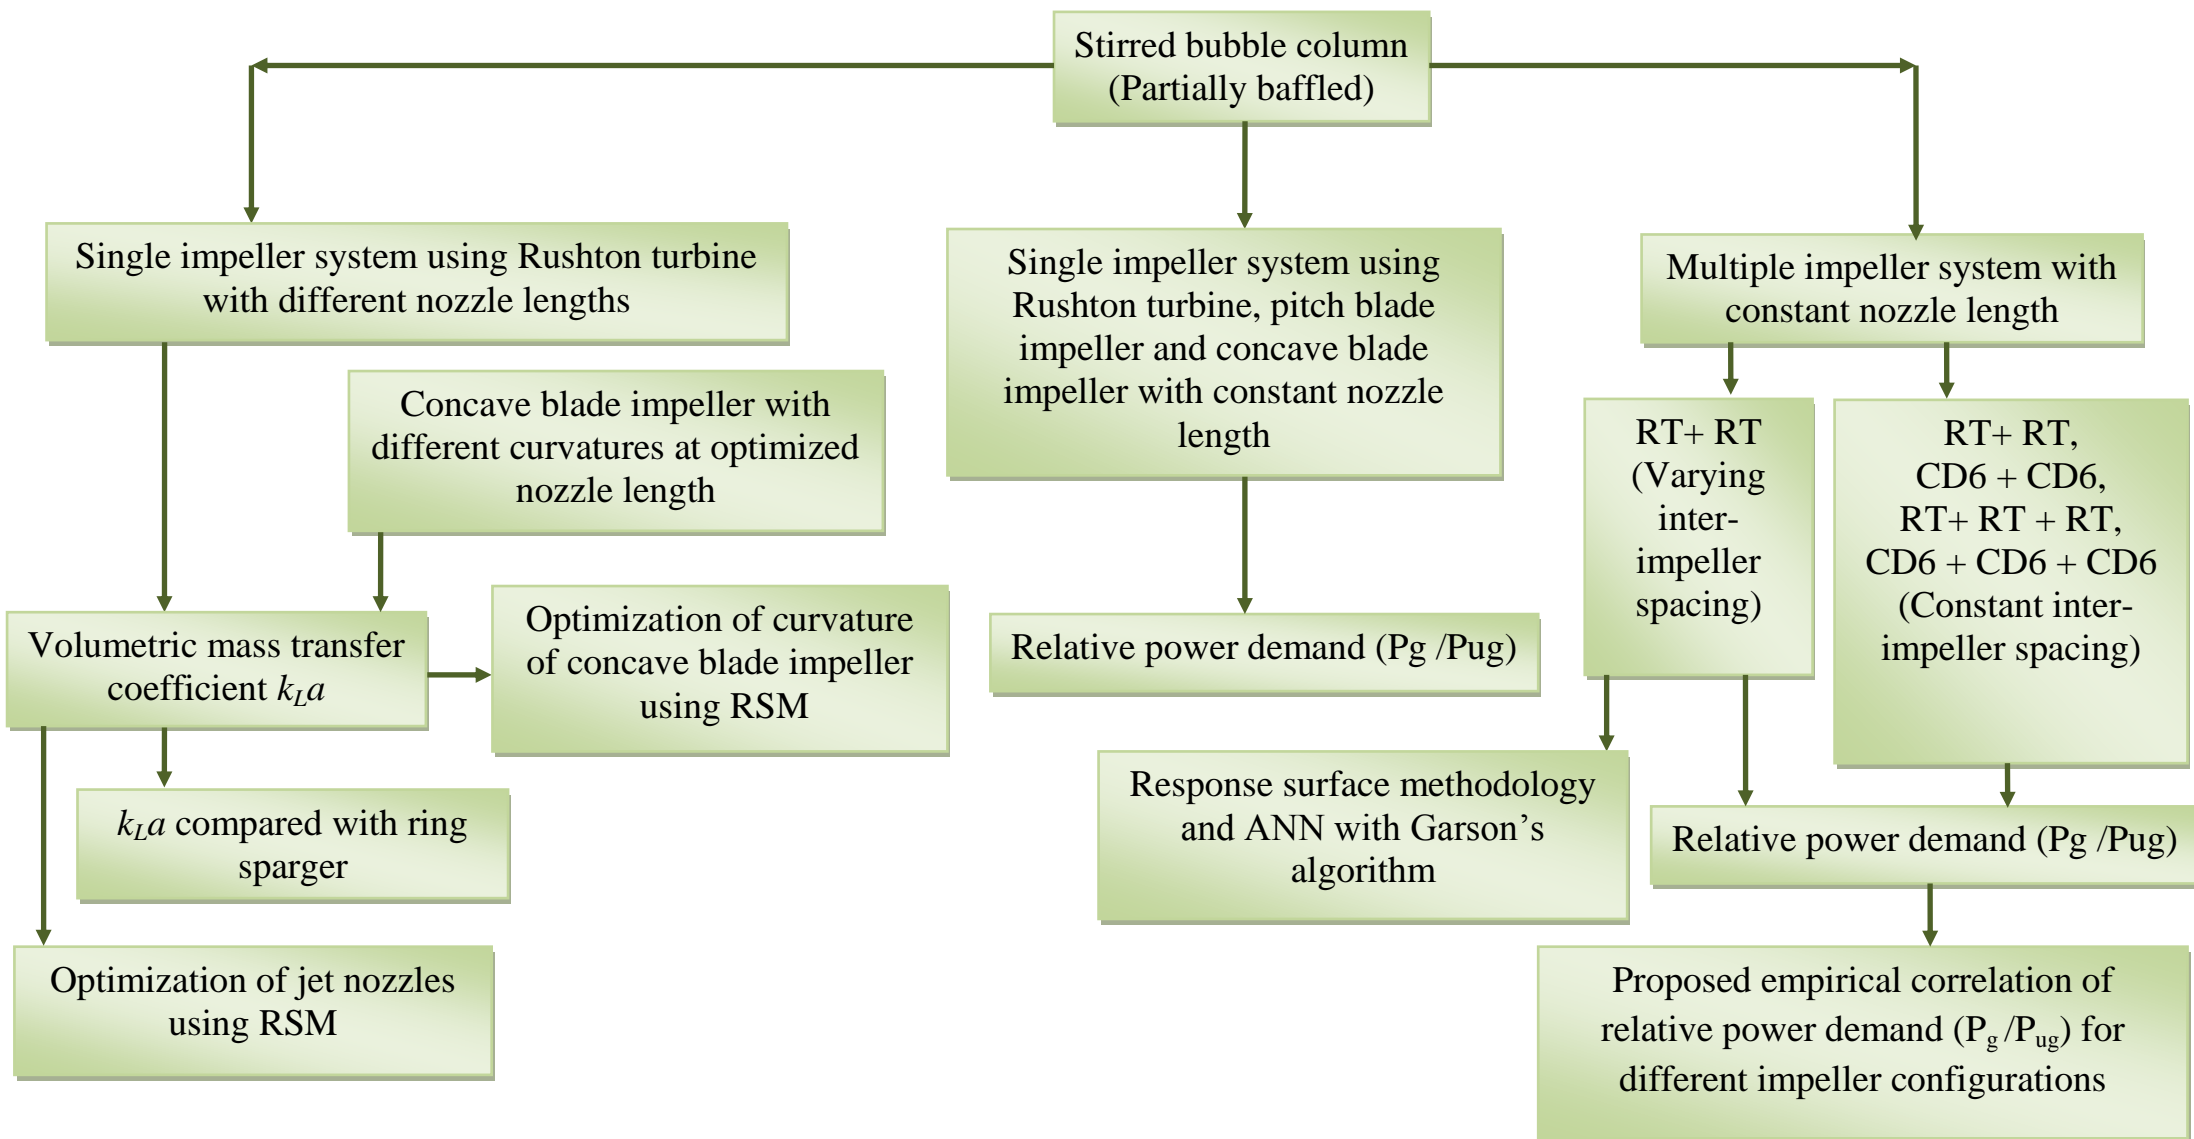 Stirred bubble column
(Partially baffled)
Single impeller system using Rushton turbine
with different nozzle lengths
Concave blade impeller with
different curvatures at optimized
nozzle length
Volumetric mass transfer
coefficient kLa
Optimization of curvature
of concave blade impeller
using RSM
kLa compared with ring
sparger
Optimization of jet nozzles
using RSM
Single impeller system using
Rushton turbine, pitch blade
impeller and concave blade
impeller with constant nozzle
length
Relative power demand (Pg /Pug)
Multiple impeller system with
constant nozzle length
RT+ RT
(Varying
inter-
impeller
spacing)
RT+ RT,
CD6 + CD6,
RT+ RT + RT,
CD6 + CD6 + CD6
(Constant inter-
impeller spacing)
Response surface methodology
and ANN with Garson’s
algorithm
Relative power demand (Pg /Pug)
Proposed empirical correlation of
relative power demand (Pg /Pug) for
different impeller configurations